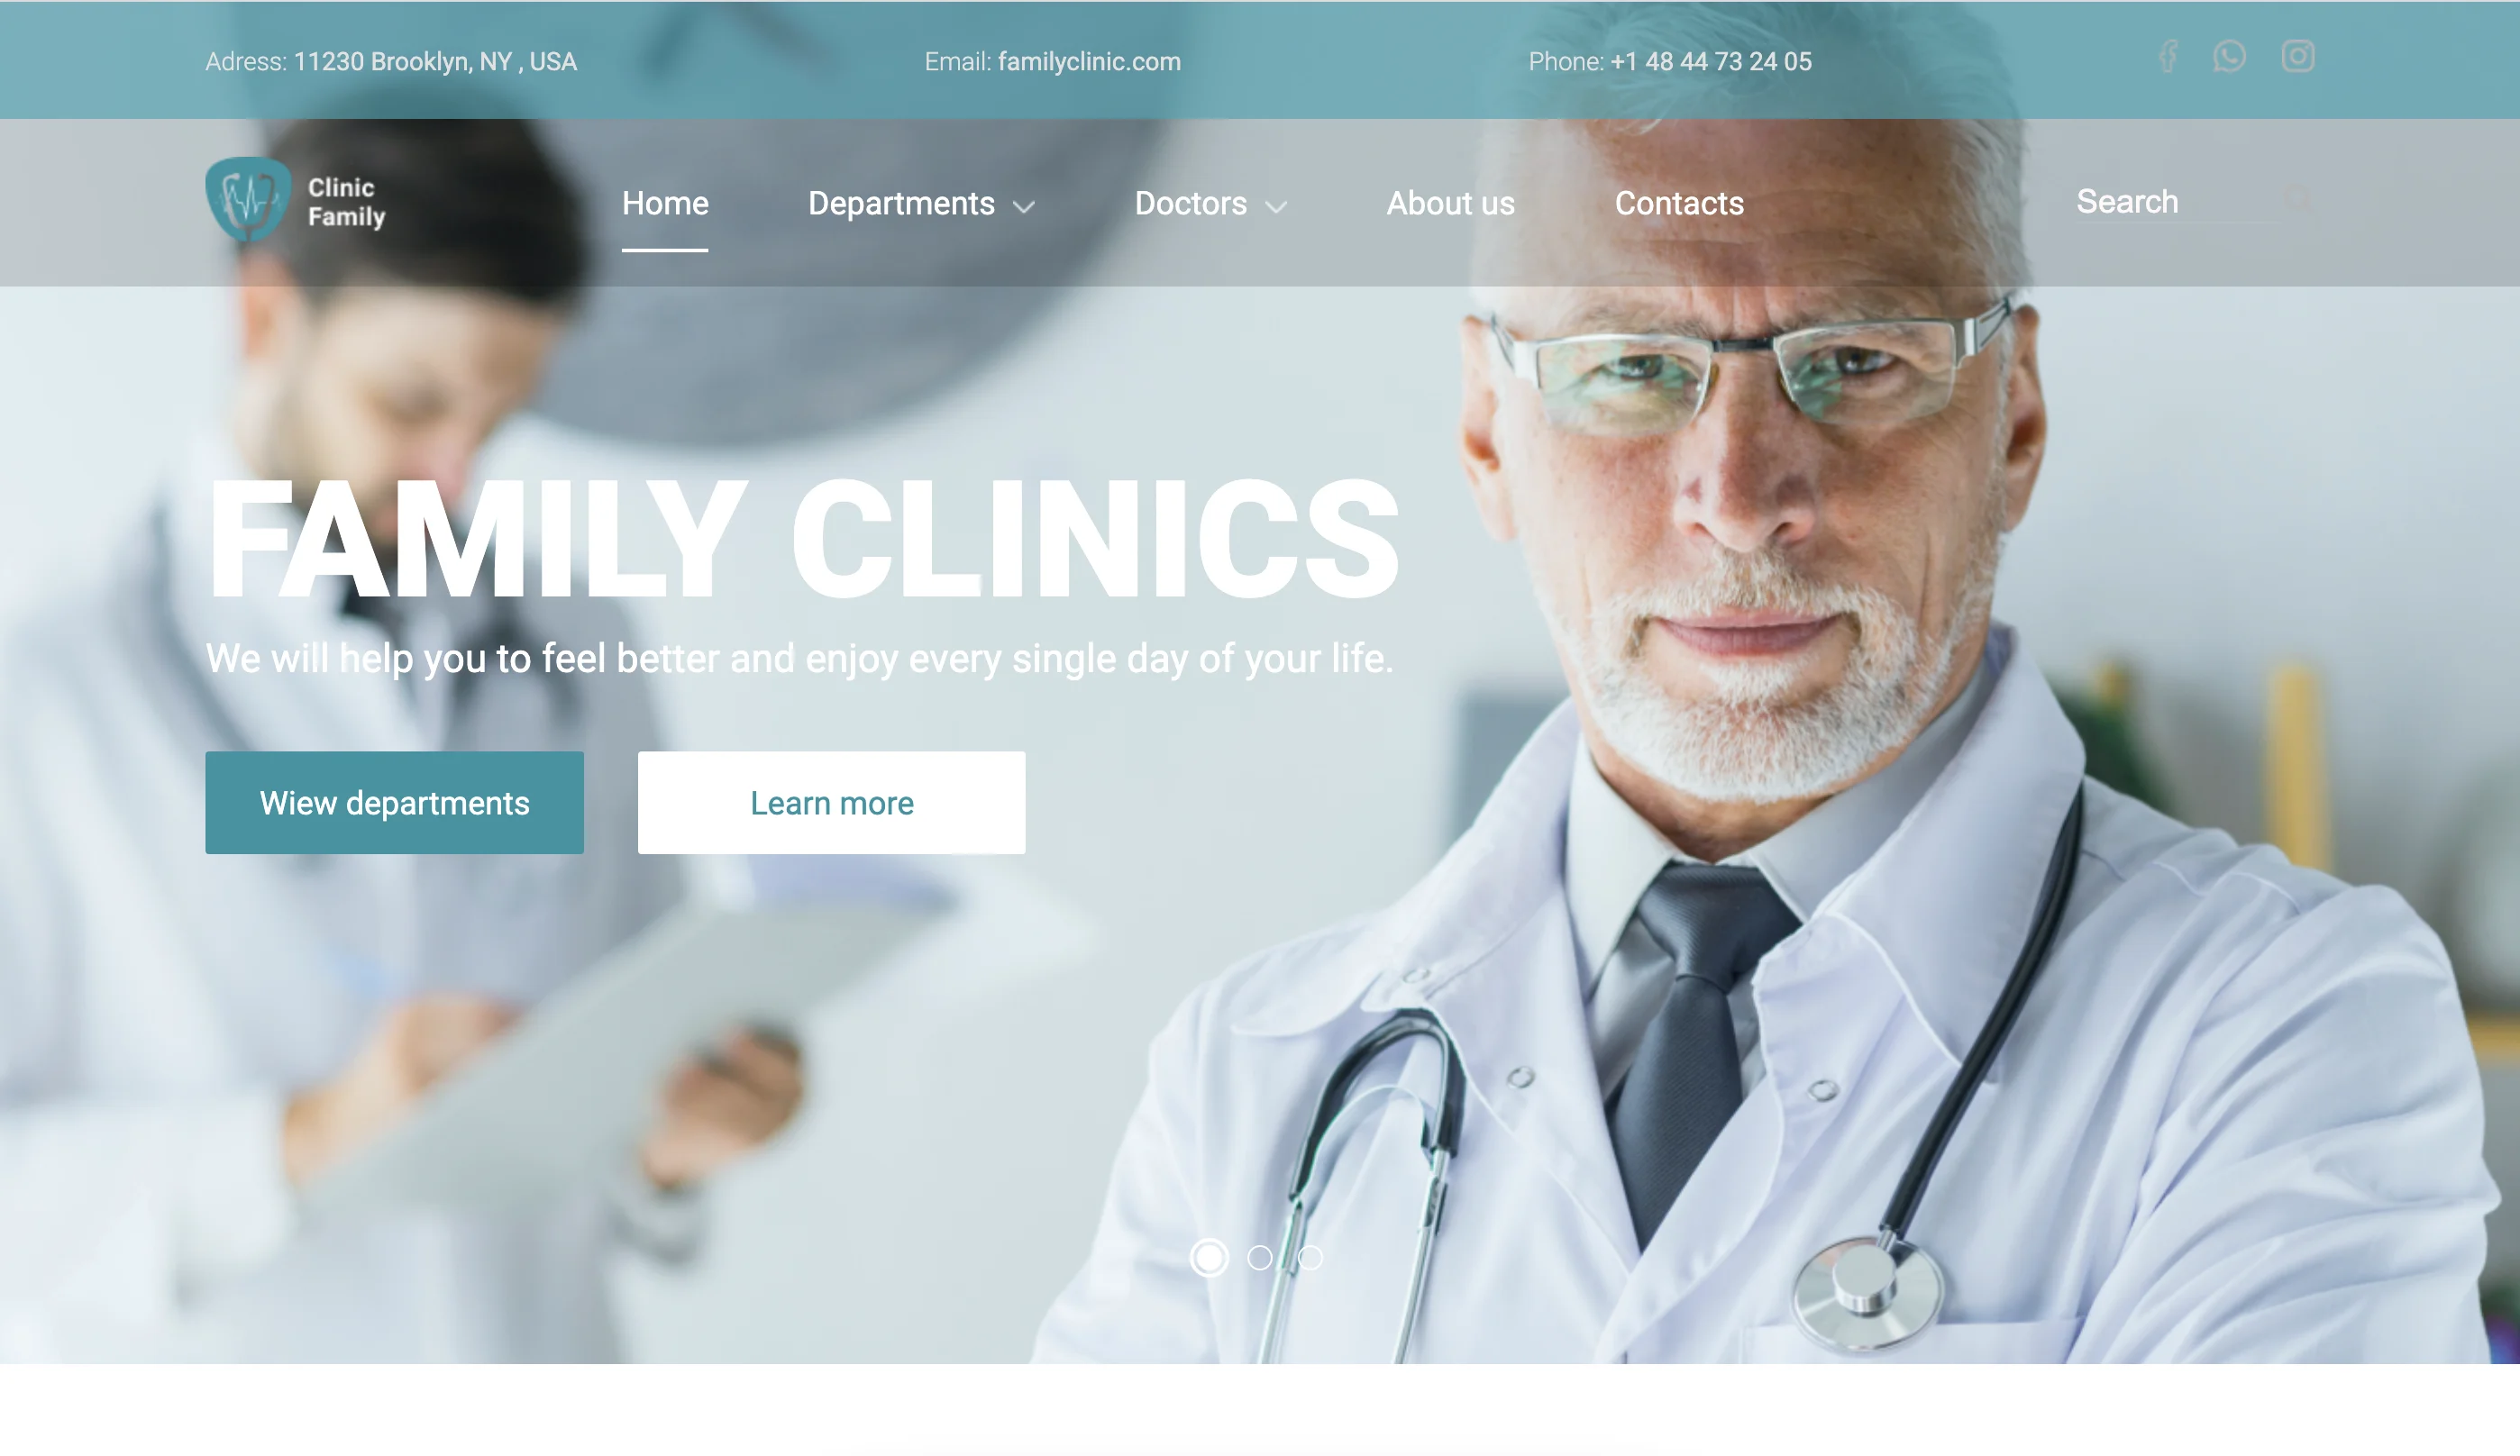 Adress: 11230 Brooklyn, NY , USA
Email: familyclinic.com
Phone: +1 48 44 73 24 05
Clinic
Family
Home
Departments
Doctors
About us
Contacts
Search
FAMILY CLINICS
We will help you to feel better and enjoy every single day of your life.
Wiew departments
Learn more